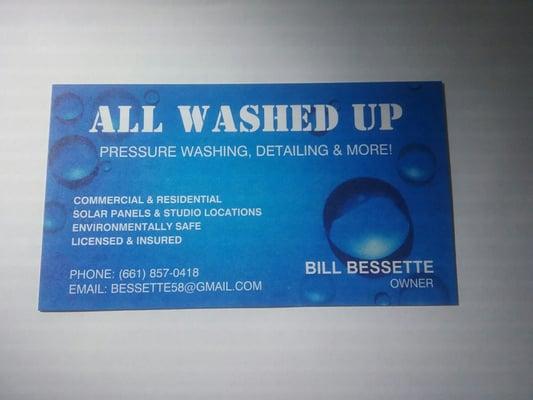 ALL WASHED UP
PRESSURE WASHING, DETAILING & MORE!
COMMERCIAL & RESIDENTIAL
SOLAR PANELS & STUDIO LOCATIONS
ENVIRONMENTALLY SAFE
LICENSED & INSURED
PHONE: (661) 857-0418
EMAIL: BESSETTE58@GMAIL.COM
BILL BESSETTE
OWNER